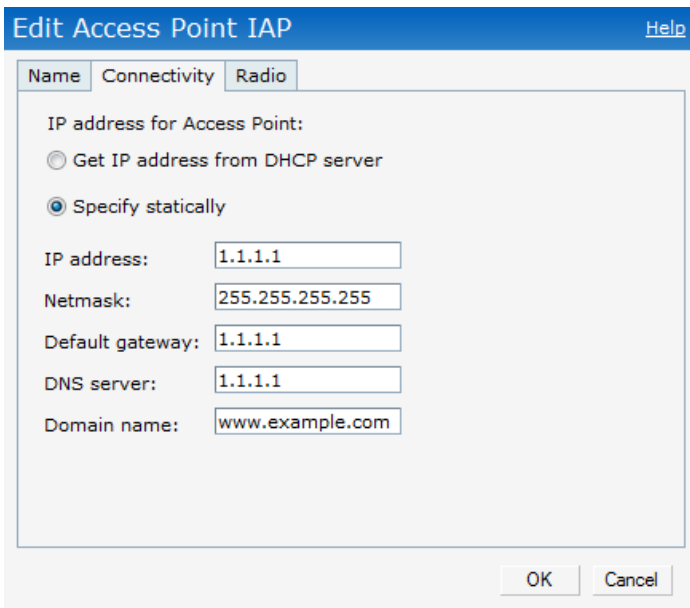 Edit Access Point IAP Help
Name Connectivity Radio
IP address for Access Point:
Get IP address from DHCP server
Specify statically
IP address: 1.1.1.1
Netmask: 255.255.255.255
Default gateway: 1.1.1.1
DNS server: 1.1.1.1
Domain name: www.example.com
OK Cancel